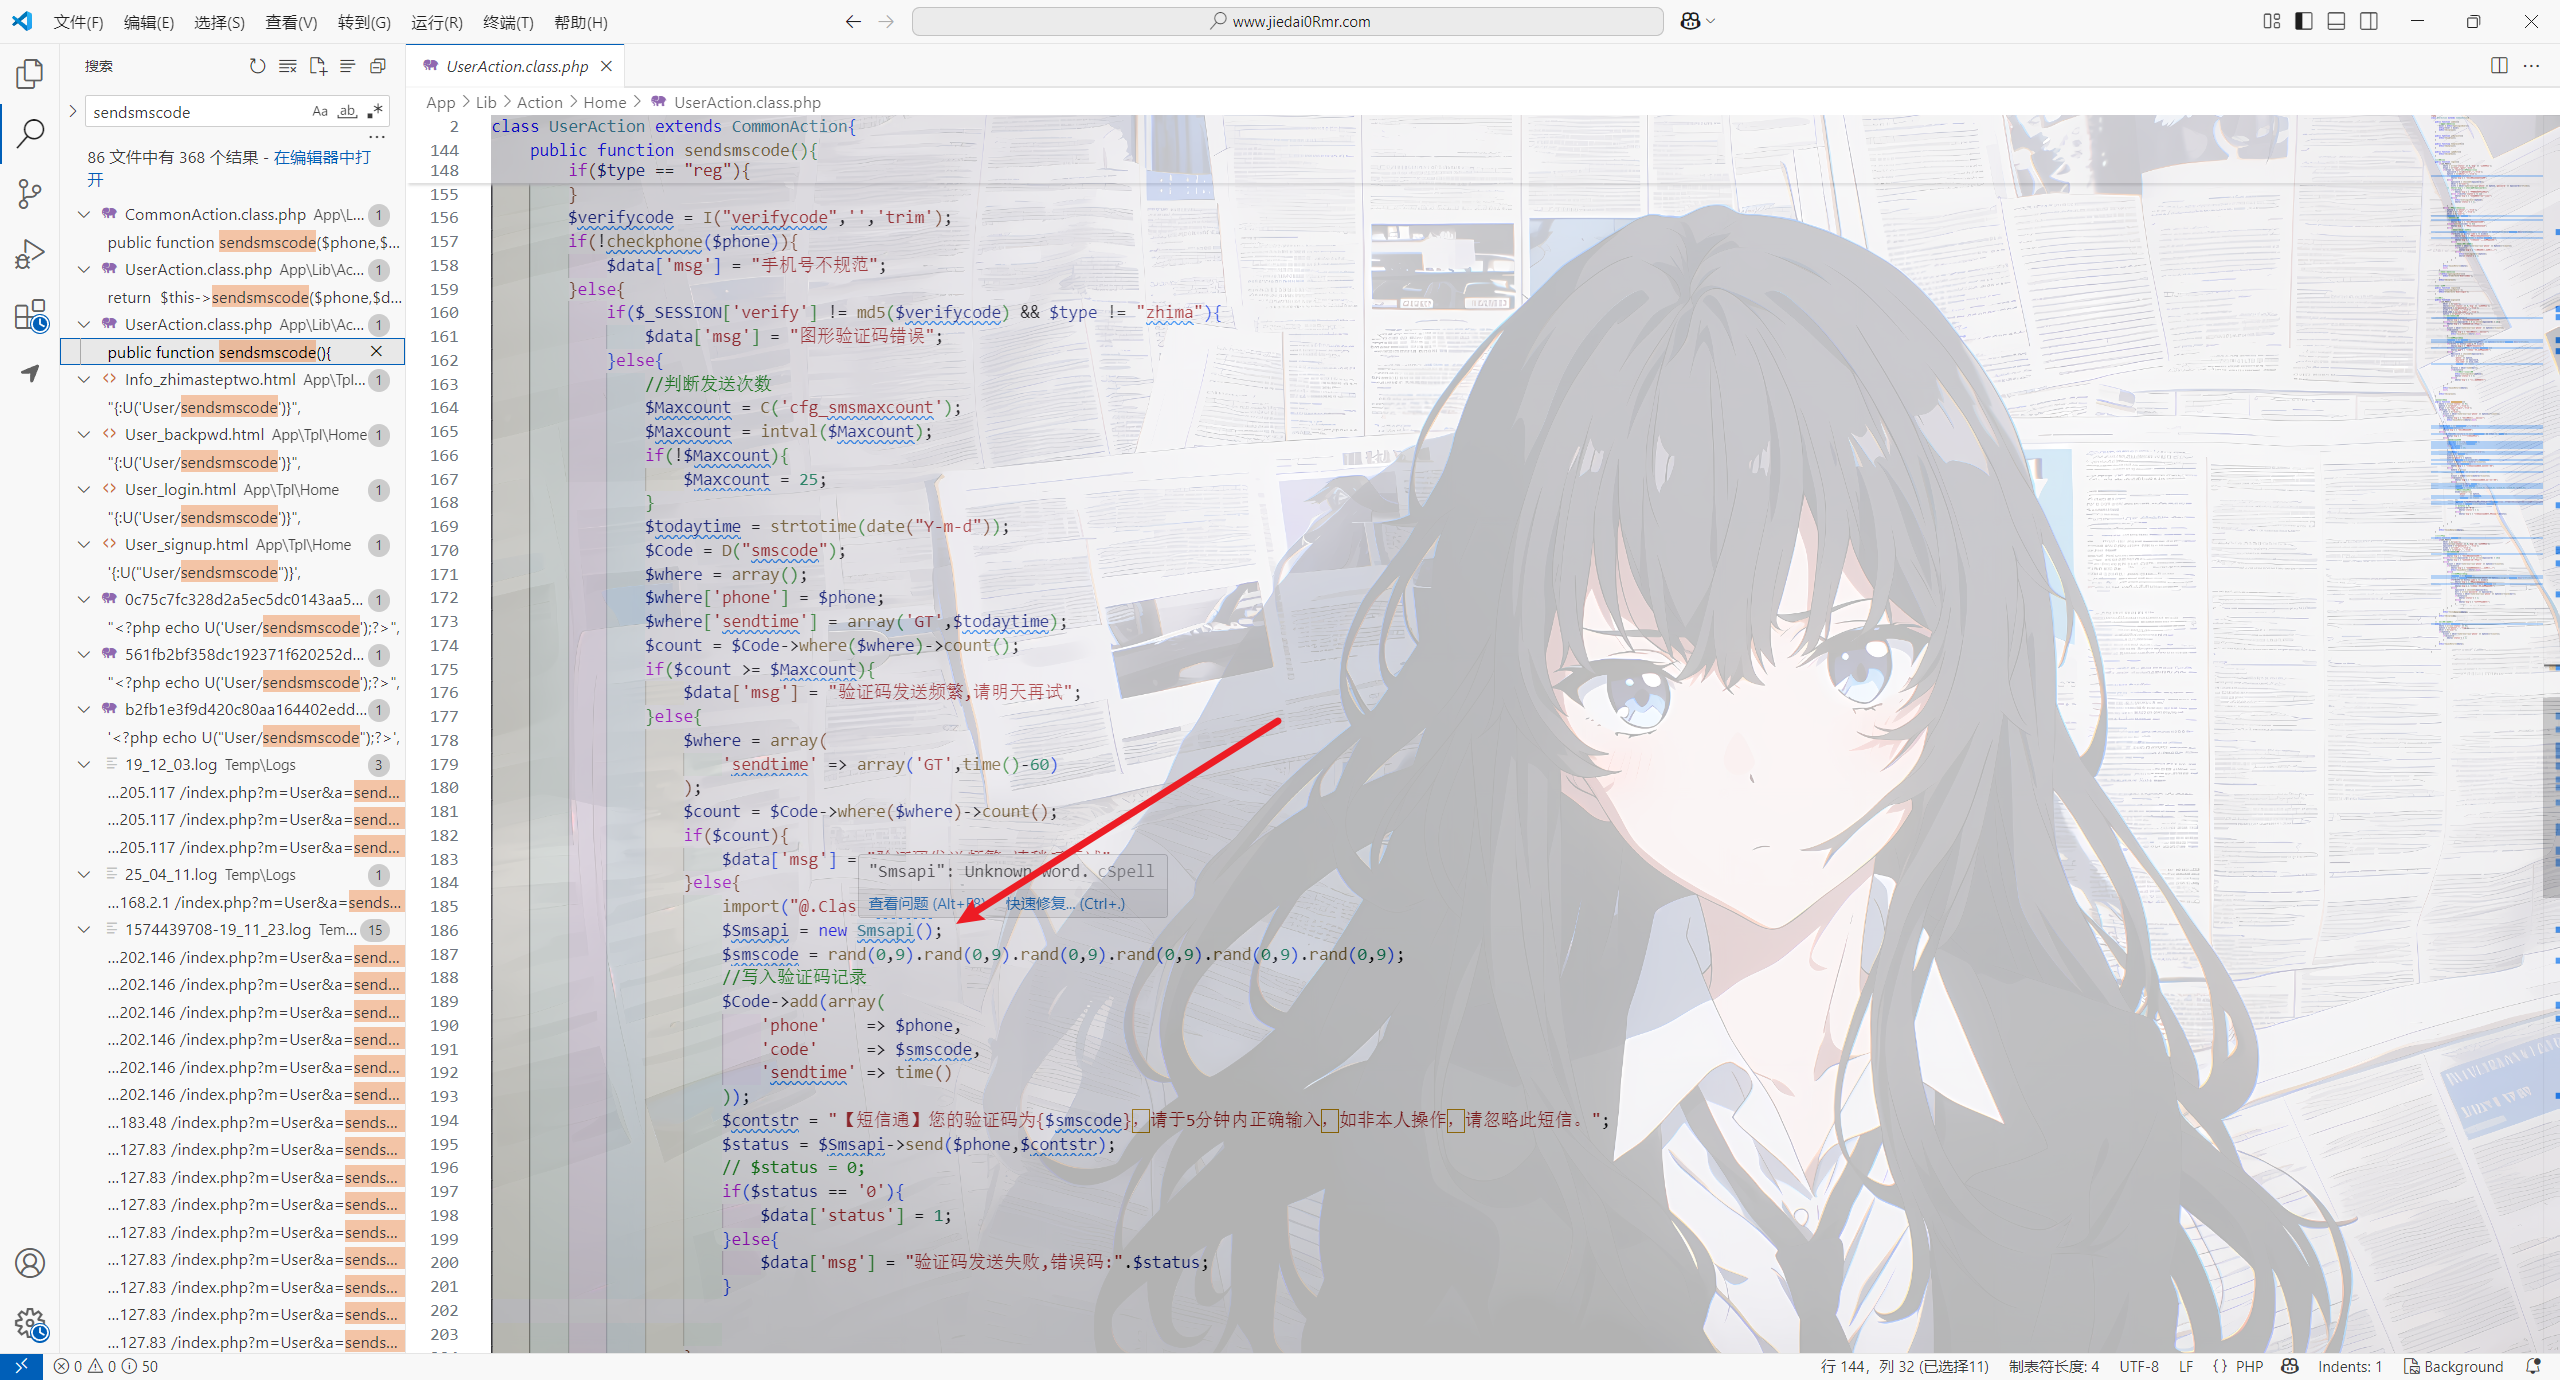 文件(F) 编辑(E) 选择(S) 查看(V) 转到(G) 运行(R) 终端(T) 帮助(H)
www.jiedai0Rmr.com
搜索
sendsmscode
Aa ab .*
86 文件中有 368 个结果 - 在编辑器中打
开
CommonAction.class.php App\L... 1
public function sendsmscode($phone,$...
UserAction.class.php App\Lib\Ac... 1
return $this->sendsmscode($phone,$d...
UserAction.class.php App\Lib\Ac... 1
public function sendsmscode(){
Info_zhimasteptwo.html App\Tpl... 1
"{:U('User/sendsmscode')}",
User_backpwd.html App\Tpl\Home 1
"{:U('User/sendsmscode')}",
User_login.html App\Tpl\Home 1
"{:U('User/sendsmscode')}",
User_signup.html App\Tpl\Home 1
'{:U("User/sendsmscode")}',
0c75c7fc328d2a5ec5dc0143aa5... 1
"<?php echo U('User/sendsmscode');?>",
561fb2bf358dc192371f620252d... 1
"<?php echo U('User/sendsmscode');?>",
b2fb1e3f9d420c80aa164402edd... 1
'<?php echo U("User/sendsmscode");?>',
19_12_03.log Temp\Logs 3
...205.117 /index.php?m=User&a=send...
...205.117 /index.php?m=User&a=send...
...205.117 /index.php?m=User&a=send...
25_04_11.log Temp\Logs 1
...168.2.1 /index.php?m=User&a=sends...
1574439708-19_11_23.log Tem... 15
...202.146 /index.php?m=User&a=send...
...202.146 /index.php?m=User&a=send...
...202.146 /index.php?m=User&a=send...
...202.146 /index.php?m=User&a=send...
...202.146 /index.php?m=User&a=send...
...202.146 /index.php?m=User&a=send...
...183.48 /index.php?m=User&a=sends...
...127.83 /index.php?m=User&a=sends...
...127.83 /index.php?m=User&a=sends...
...127.83 /index.php?m=User&a=sends...
...127.83 /index.php?m=User&a=sends...
...127.83 /index.php?m=User&a=sends...
...127.83 /index.php?m=User&a=sends...
...127.83 /index.php?m=User&a=sends...
...127.83 /index.php?m=User&a=sends...
UserAction.class.php
App > Lib > Action > Home > UserAction.class.php
2 class UserAction extends CommonAction{
144 public function sendsmscode(){
148 if($type == "reg"){
155 }
156 $verifycode = I("verifycode",'','trim');
157 if(!checkphone($phone)){
158 $data['msg'] = "手机号不规范";
159 }else{
160 if($_SESSION['verify'] != md5($verifycode) && $type != "zhima"){
161 $data['msg'] = "图形验证码错误";
162 }else{
163 //判断发送次数
164 $Maxcount = C('cfg_smsmaxcount');
165 $Maxcount = intval($Maxcount);
166 if(!$Maxcount){
167 $Maxcount = 25;
168 }
169 $todaytime = strtotime(date("Y-m-d"));
170 $Code = D("smscode");
171 $where = array();
172 $where['phone'] = $phone;
173 $where['sendtime'] = array('GT',$todaytime);
174 $count = $Code->where($where)->count();
175 if($count >= $Maxcount){
176 $data['msg'] = "验证码发送频繁,请明天再试";
177 }else{
178 $where = array(
179 'sendtime' => array('GT',time()-60)
180 );
181 $count = $Code->where($where)->count();
182 if($count){
183 $data['msg'] =
"Smsapi": Unknown word. cSpell
184 }else{
查看问题 (Alt+F8) 快速修复... (Ctrl+.)
185 import("@.Clas
186 $Smsapi = new Smsapi();
187 $smscode = rand(0,9).rand(0,9).rand(0,9).rand(0,9).rand(0,9).rand(0,9);
188 //写入验证码记录
189 $Code->add(array(
190 'phone' => $phone,
191 'code' => $smscode,
192 'sendtime' => time()
193 ));
194 $contstr = "【短信通】您的验证码为{$smscode}，请于5分钟内正确输入，如非本人操作，请忽略此短信。";
195 $status = $Smsapi->send($phone,$contstr);
196 // $status = 0;
197 if($status == '0'){
198 $data['status'] = 1;
199 }else{
200 $data['msg'] = "验证码发送失败,错误码:".$status;
201 }
202
203
0 0 50
行 144，列 32 (已选择11) 制表符长度: 4 UTF-8 LF {} PHP Indents: 1 Background